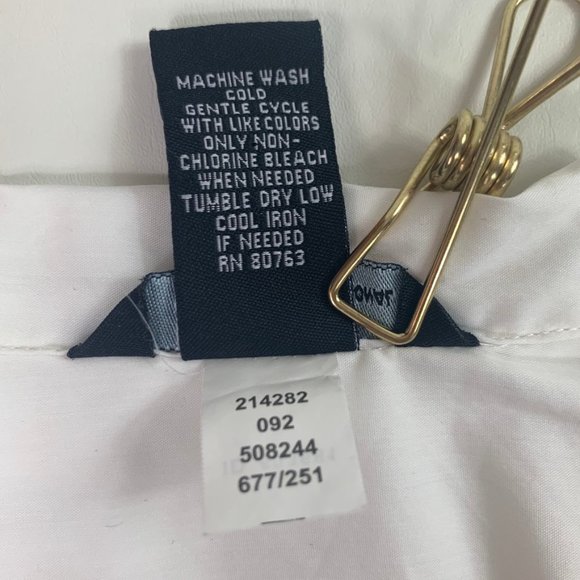 MACHINE WASH
COLD
GENTLE CYCLE
WITH LIKE COLORS
ONLY NON-
CHLORINE BLEACH
WHEN NEEDED
TUMBLE DRY LOW
COOL IRON
IF NEEDED
RN 80763
ONAL
214282
092
508244
677/251